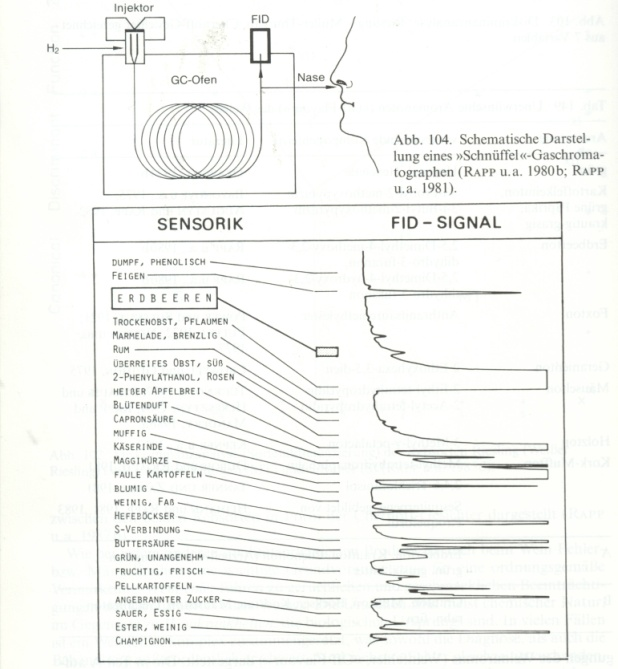 Injektor
FID
H₂
GC-Ofen
Nase
Abb. 104. Schematische Darstel-
lung eines »Schnüffel«-Gaschroma-
tographen (RAPP u. a. 1980b; RAPP
u. a. 1981).
SENSORIK
FID – SIGNAL
DUMPF, PHENOLISCH
FEIGEN
ERDBEEREN
TROCKENOBST, PFLAUMEN
MARMELADE, BRENZLIG
RUM
ÜBERREIFES OBST, SÜß
2-PHENYLÄTHANOL, ROSEN
HEIßER APFELBREI
BLÜTENDUFT
CAPRONSÄURE
MUFFIG
KÄSERINDE
MAGGIWÜRZE
FAULE KARTOFFELN
BLUMIG
WEINIG, FAß
HEFEBÖCKSER
S-VERBINDUNG
BUTTERSÄURE
GRÜN, UNANGENEHM
FRUCHTIG, FRISCH
PELLKARTOFFELN
ANGEBRANNTER ZUCKER
SAUER, ESSIG
ESTER, WEINIG
CHAMPIGNON